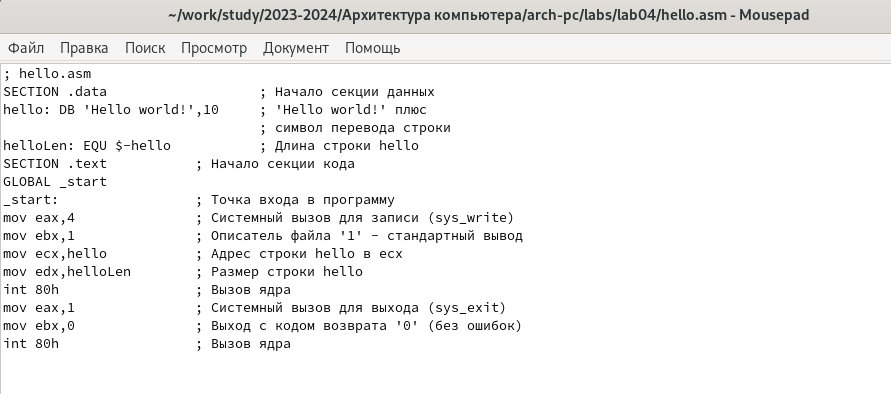 ~/work/study/2023-2024/Архитектура компьютера/arch-pc/labs/lab04/hello.asm - Mousepad
Файл Правка Поиск Просмотр Документ Помощь
; hello.asm
SECTION .data ; Начало секции данных
hello: DB 'Hello world!',10 ; 'Hello world!' плюс
; символ перевода строки
helloLen: EQU $-hello ; Длина строки hello
SECTION .text ; Начало секции кода
GLOBAL _start
_start: ; Точка входа в программу
mov eax,4 ; Системный вызов для записи (sys_write)
mov ebx,1 ; Описатель файла '1' - стандартный вывод
mov ecx,hello ; Адрес строки hello в ecx
mov edx,helloLen ; Размер строки hello
int 80h ; Вызов ядра
mov eax,1 ; Системный вызов для выхода (sys_exit)
mov ebx,0 ; Выход с кодом возврата '0' (без ошибок)
int 80h ; Вызов ядра